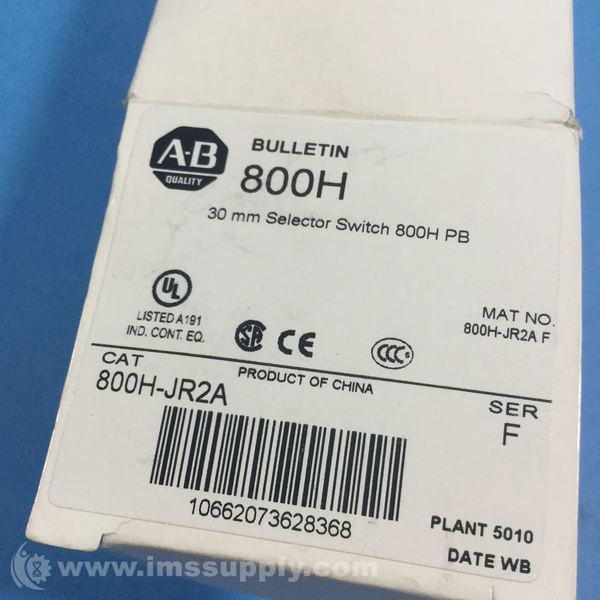 A-B
QUALITY
BULLETIN
800H
30 mm Selector Switch 800H PB
UL
LISTED A191
IND. CONT. EQ.
SA CE
CCC
MAT NO.
800H-JR2A F
CAT
800H-JR2A
PRODUCT OF CHINA
SER
F
10662073628368
PLANT 5010
DATE WB
www.imssupply.com